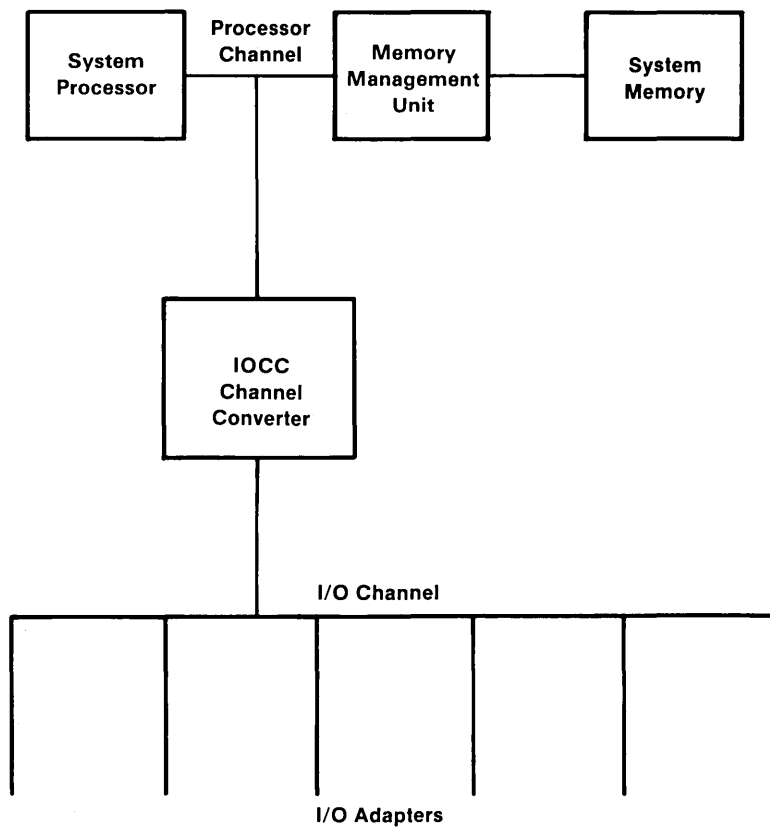 Processor
Channel
System
Processor
Memory
Management
Unit
System
Memory
IOCC
Channel
Converter
I/O Channel
I/O Adapters